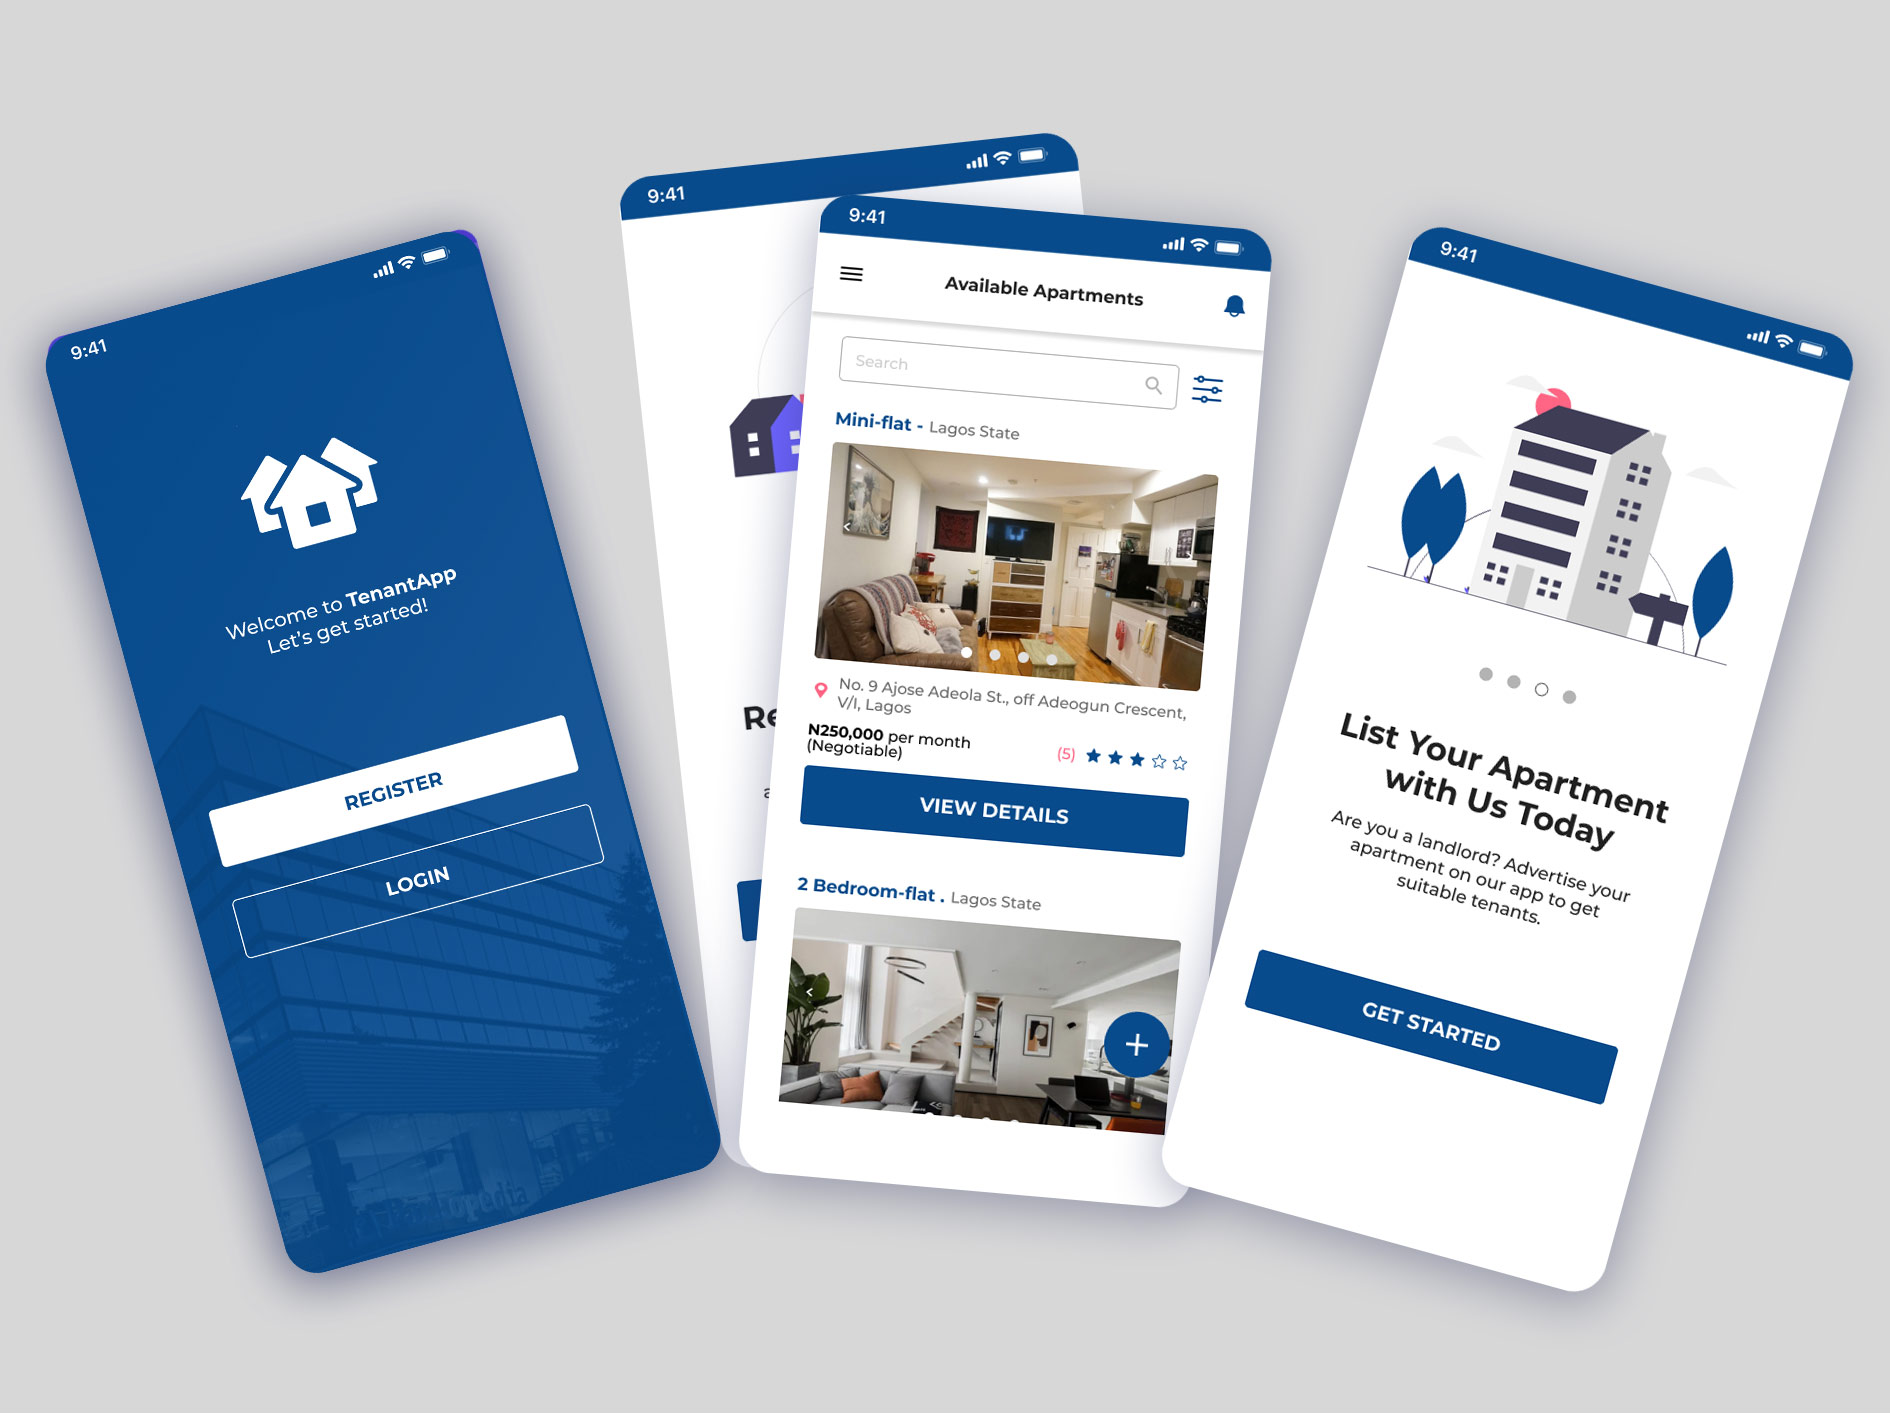 9:41
Welcome to TenantApp
Let's get started!
REGISTER
LOGIN
9:41
9:41
Available Apartments
Search
Mini-flat - Lagos State
No. 9 Ajose Adeola St., off Adeogun Crescent,
V/I, Lagos
N250,000 per month
(Negotiable)
(5)
VIEW DETAILS
2 Bedroom-flat . Lagos State
9:41
List Your Apartment
with Us Today
Are you a landlord? Advertise your
apartment on our app to get
suitable tenants.
GET STARTED